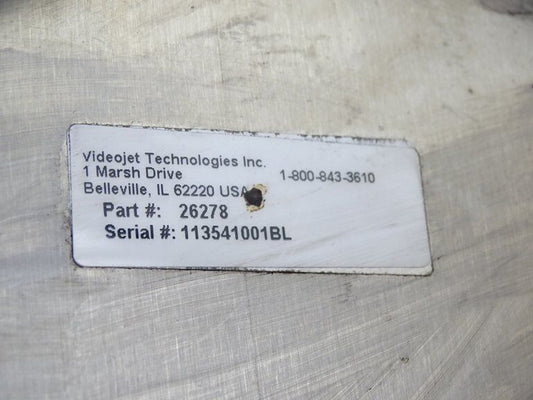 Videojet Technologies Inc.
1 Marsh Drive 1-800-843-3610
Belleville, IL 62220 USA
Part #: 26278
Serial #: 113541001BL